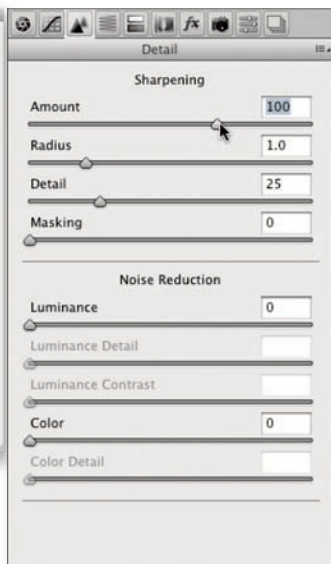 fx
Detail
Sharpening
Amount 100
Radius 1.0
Detail 25
Masking 0
Noise Reduction
Luminance 0
Luminance Detail
Luminance Contrast
Color 0
Color Detail